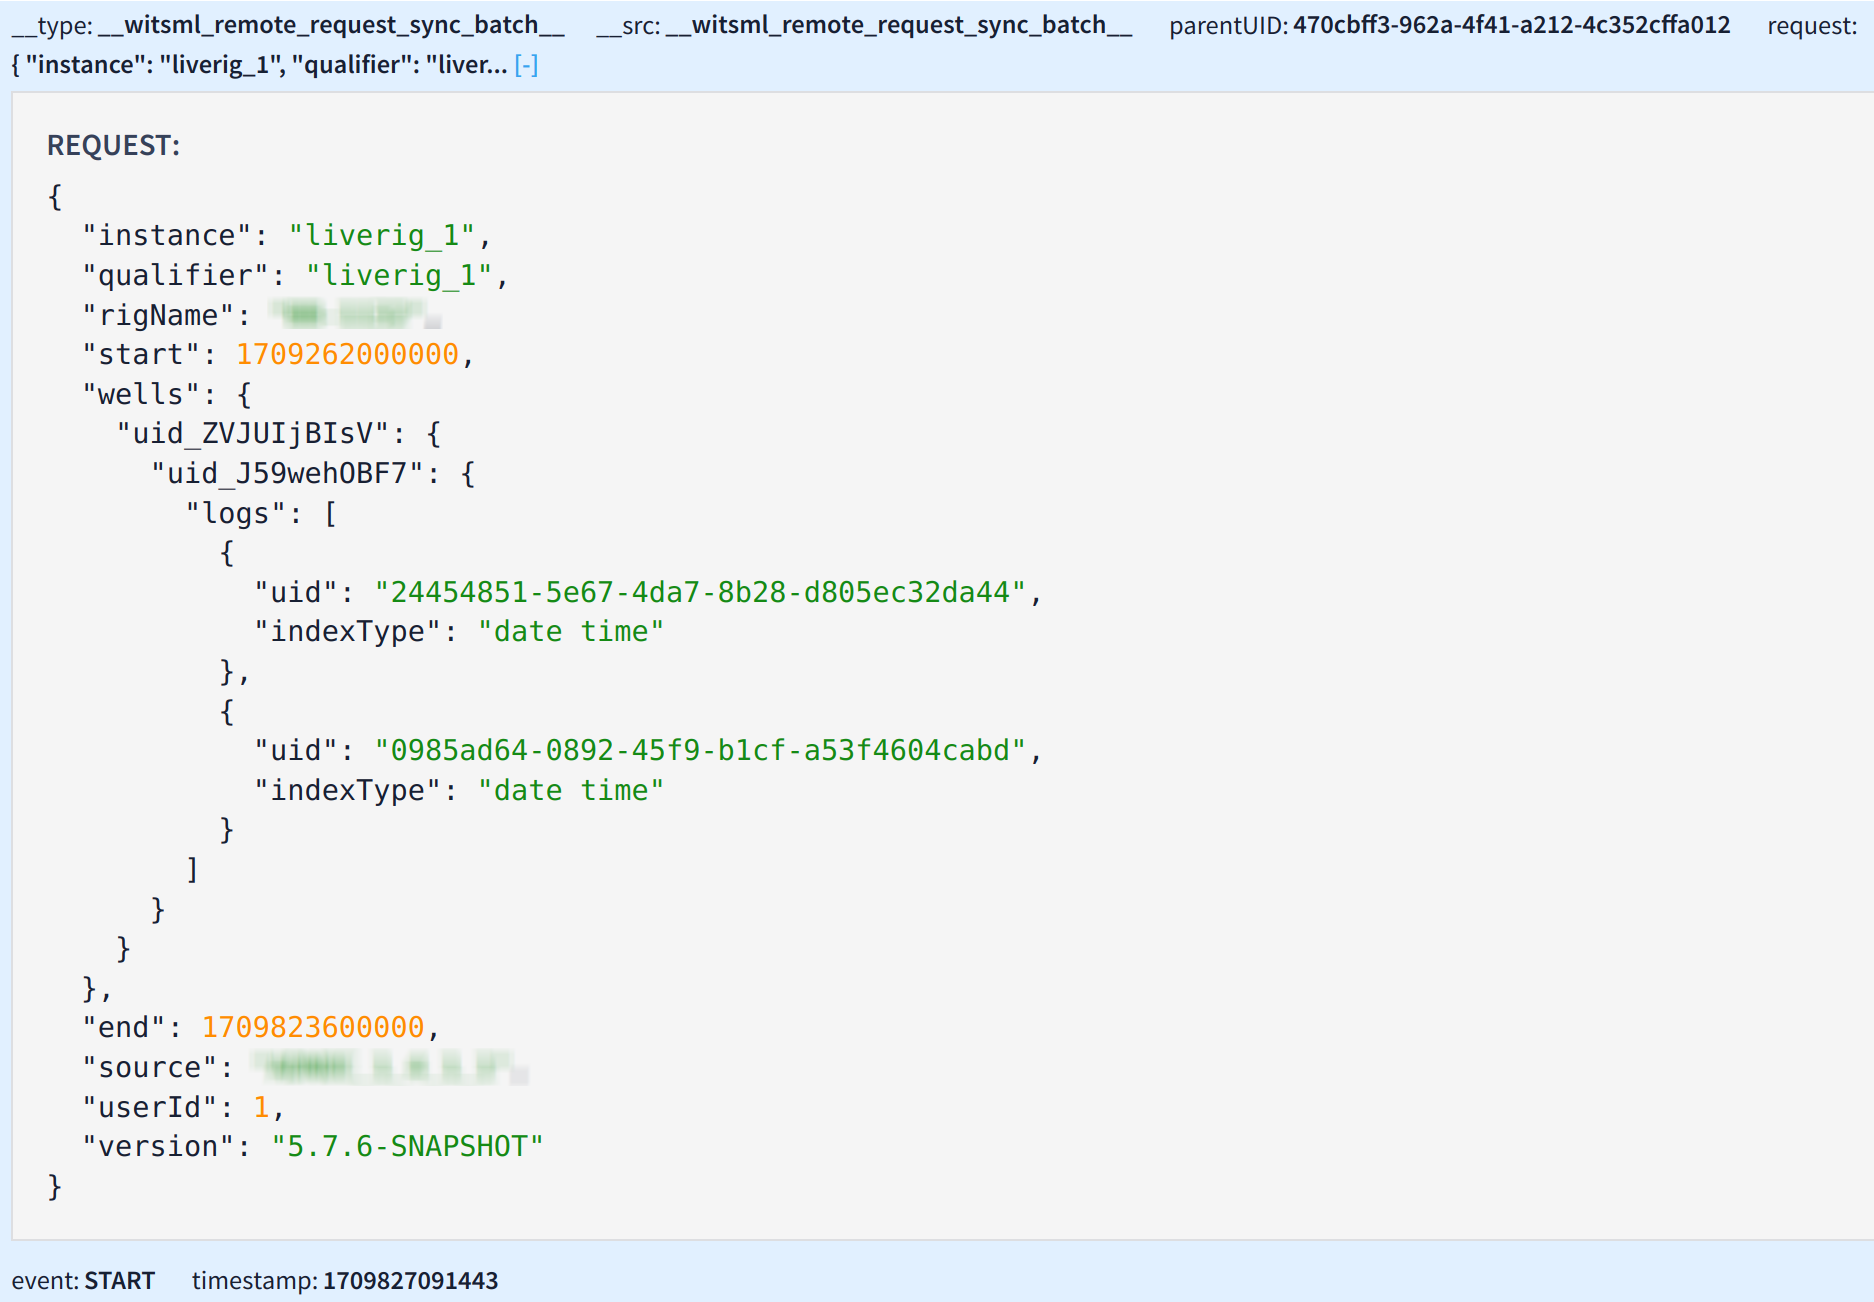 __type: __witsml_remote_request_sync_batch__ __src: __witsml_remote_request_sync_batch__ parentUID: 470cbff3-962a-4f41-a212-4c352cffa012 request:
{ "instance": "liverig_1", "qualifier": "liver... [-]
REQUEST:
{
  "instance": "liverig_1",
  "qualifier": "liverig_1",
  "rigName":
  "start": 1709262000000,
  "wells": {
    "uid_ZVJUIjBIsV": {
      "uid_J59wehOBF7": {
        "logs": [
          {
            "uid": "24454851-5e67-4da7-8b28-d805ec32da44",
            "indexType": "date time"
          },
          {
            "uid": "0985ad64-0892-45f9-b1cf-a53f4604cabd",
            "indexType": "date time"
          }
        ]
      }
    }
  },
  "end": 1709823600000,
  "source":
  "userId": 1,
  "version": "5.7.6-SNAPSHOT"
}
event: START timestamp: 1709827091443